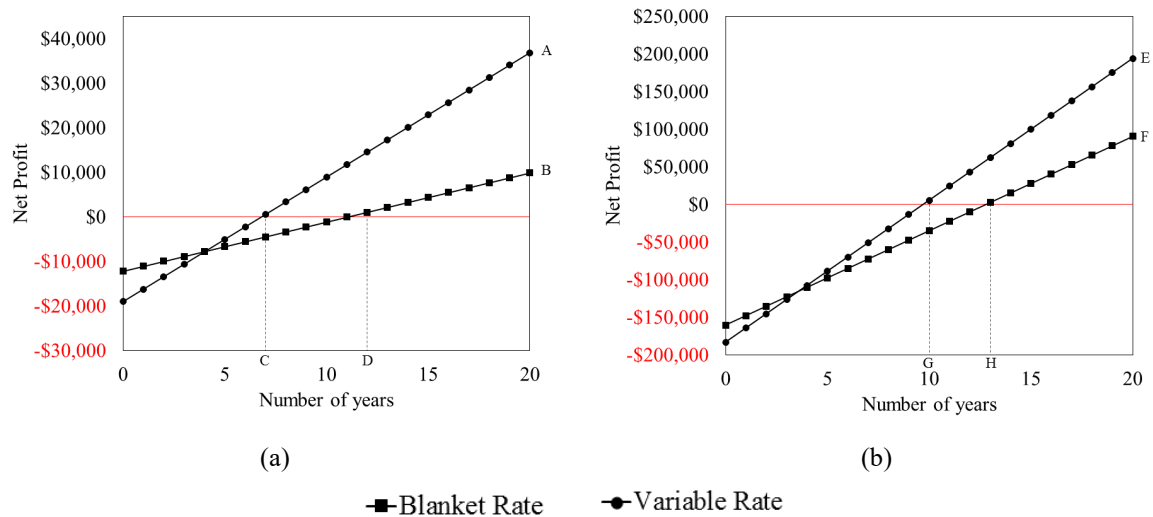 $40,000
$30,000
$20,000
$10,000
$0
-$10,000
-$20,000
-$30,000
Net Profit
A
B
C
D
0 5 10 15 20
Number of years
(a)
$250,000
$200,000
$150,000
$100,000
$50,000
$0
-$50,000
-$100,000
-$150,000
-$200,000
Net Profit
E
F
G
H
0 5 10 15 20
Number of years
(b)
Blanket Rate Variable Rate